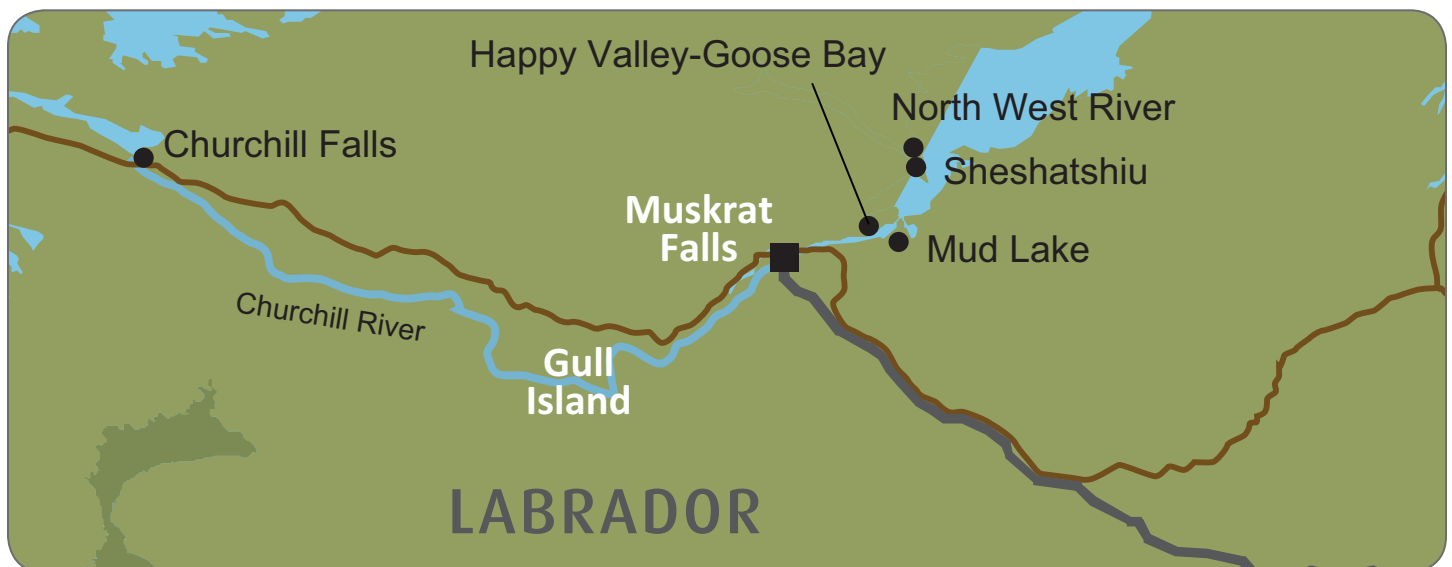 Happy Valley-Goose Bay
North West River
Churchill Falls
Sheshatshiu
Muskrat
Falls
Mud Lake
Churchill River
Gull
Island
LABRADOR